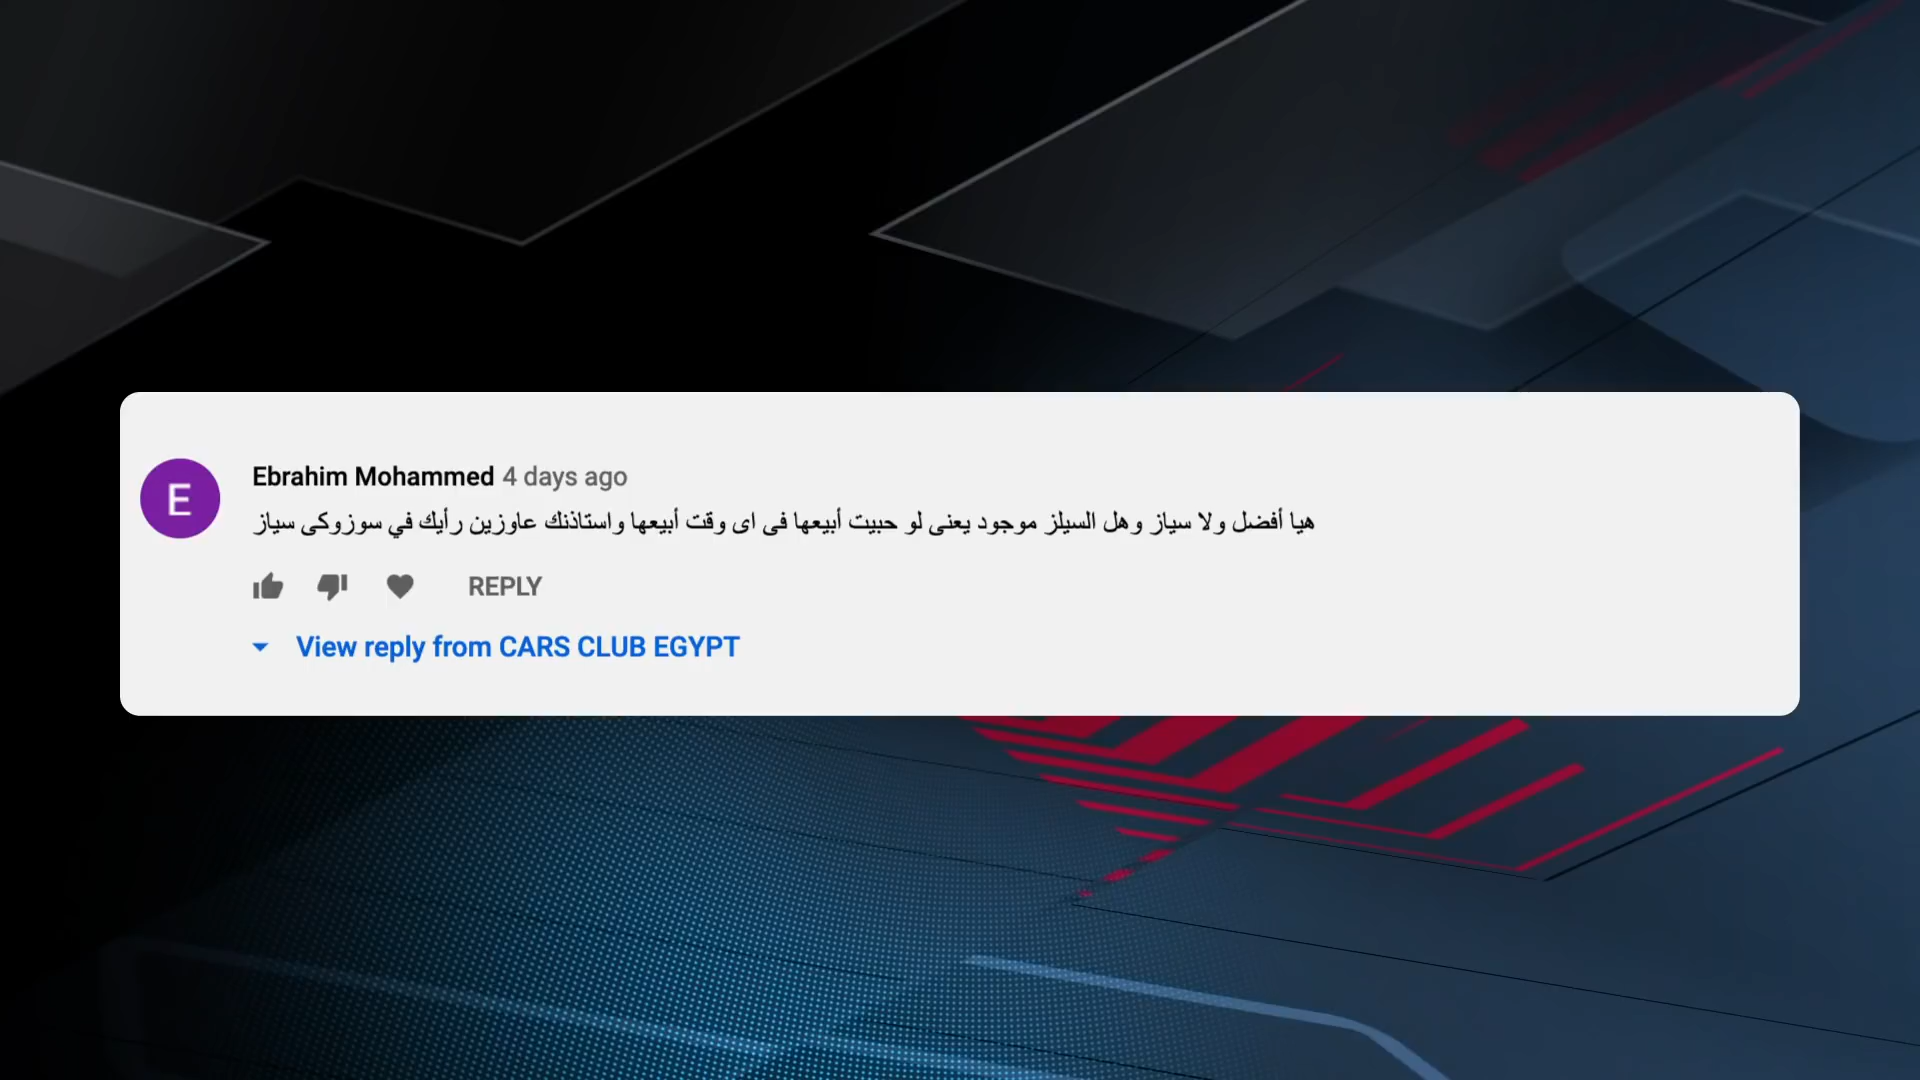 E
Ebrahim Mohammed 4 days ago
هيا أفضل ولا سياز وهل السيلز موجود يعنى لو حبيت أبيعها فى اى وقت أبيعها واستاذنك عاوزين رأيك في سوزوكى سياز
REPLY
View reply from CARS CLUB EGYPT